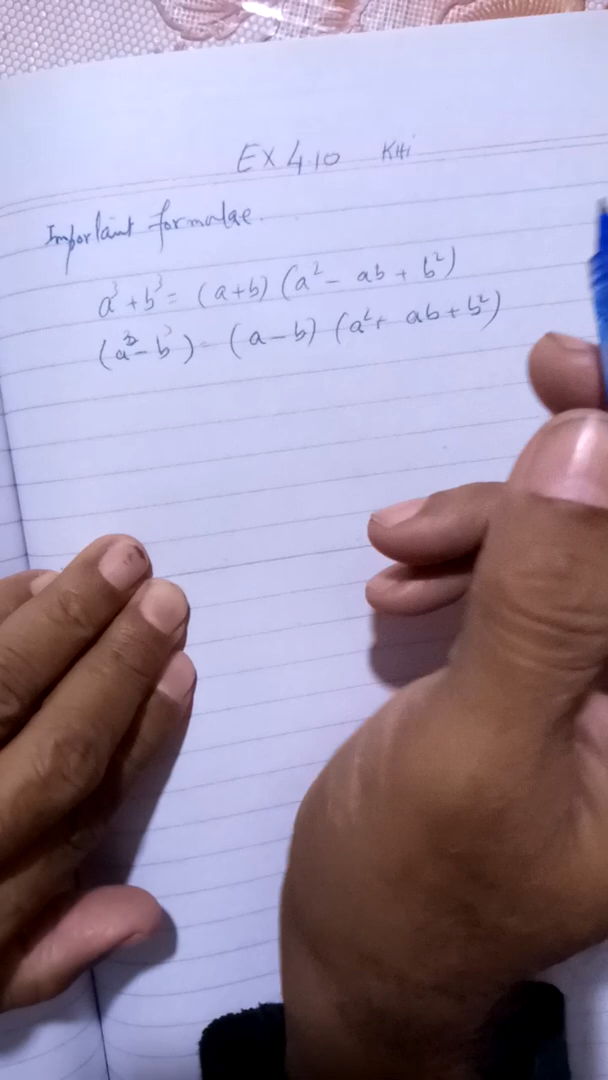 EX 4.10 KHI
Important formulae.
a³ + b³ = (a+b) (a² - ab + b²)
(a³ - b³) = (a-b) (a² + ab + b²)